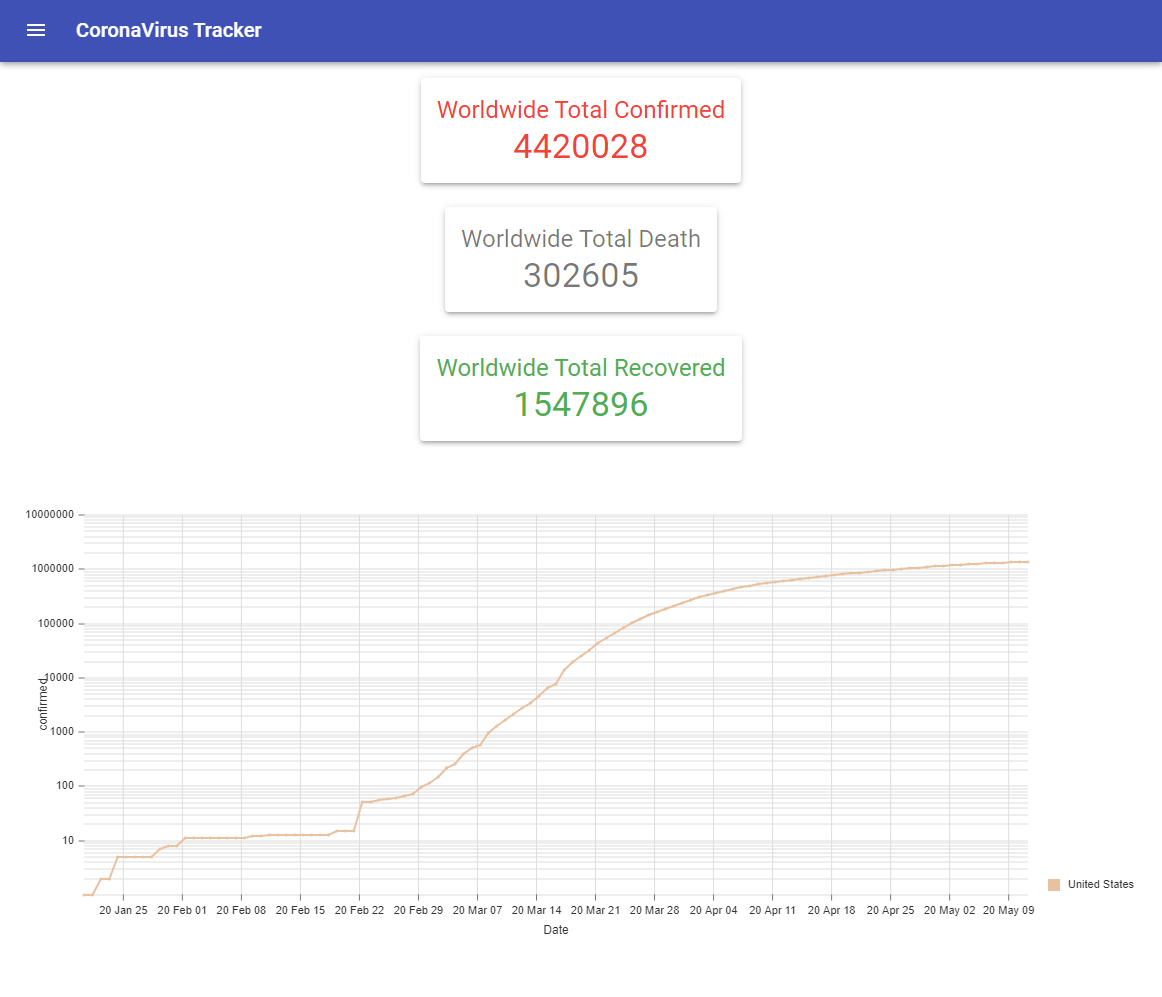 CoronaVirus Tracker
Worldwide Total Confirmed
4420028
Worldwide Total Death
302605
Worldwide Total Recovered
1547896
10000000
1000000
100000
10000
1000
100
10
confirmed
20 Jan 25 20 Feb 01 20 Feb 08 20 Feb 15 20 Feb 22 20 Feb 29 20 Mar 07 20 Mar 14 20 Mar 21 20 Mar 28 20 Apr 04 20 Apr 11 20 Apr 18 20 Apr 25 20 May 02 20 May 09
Date
United States